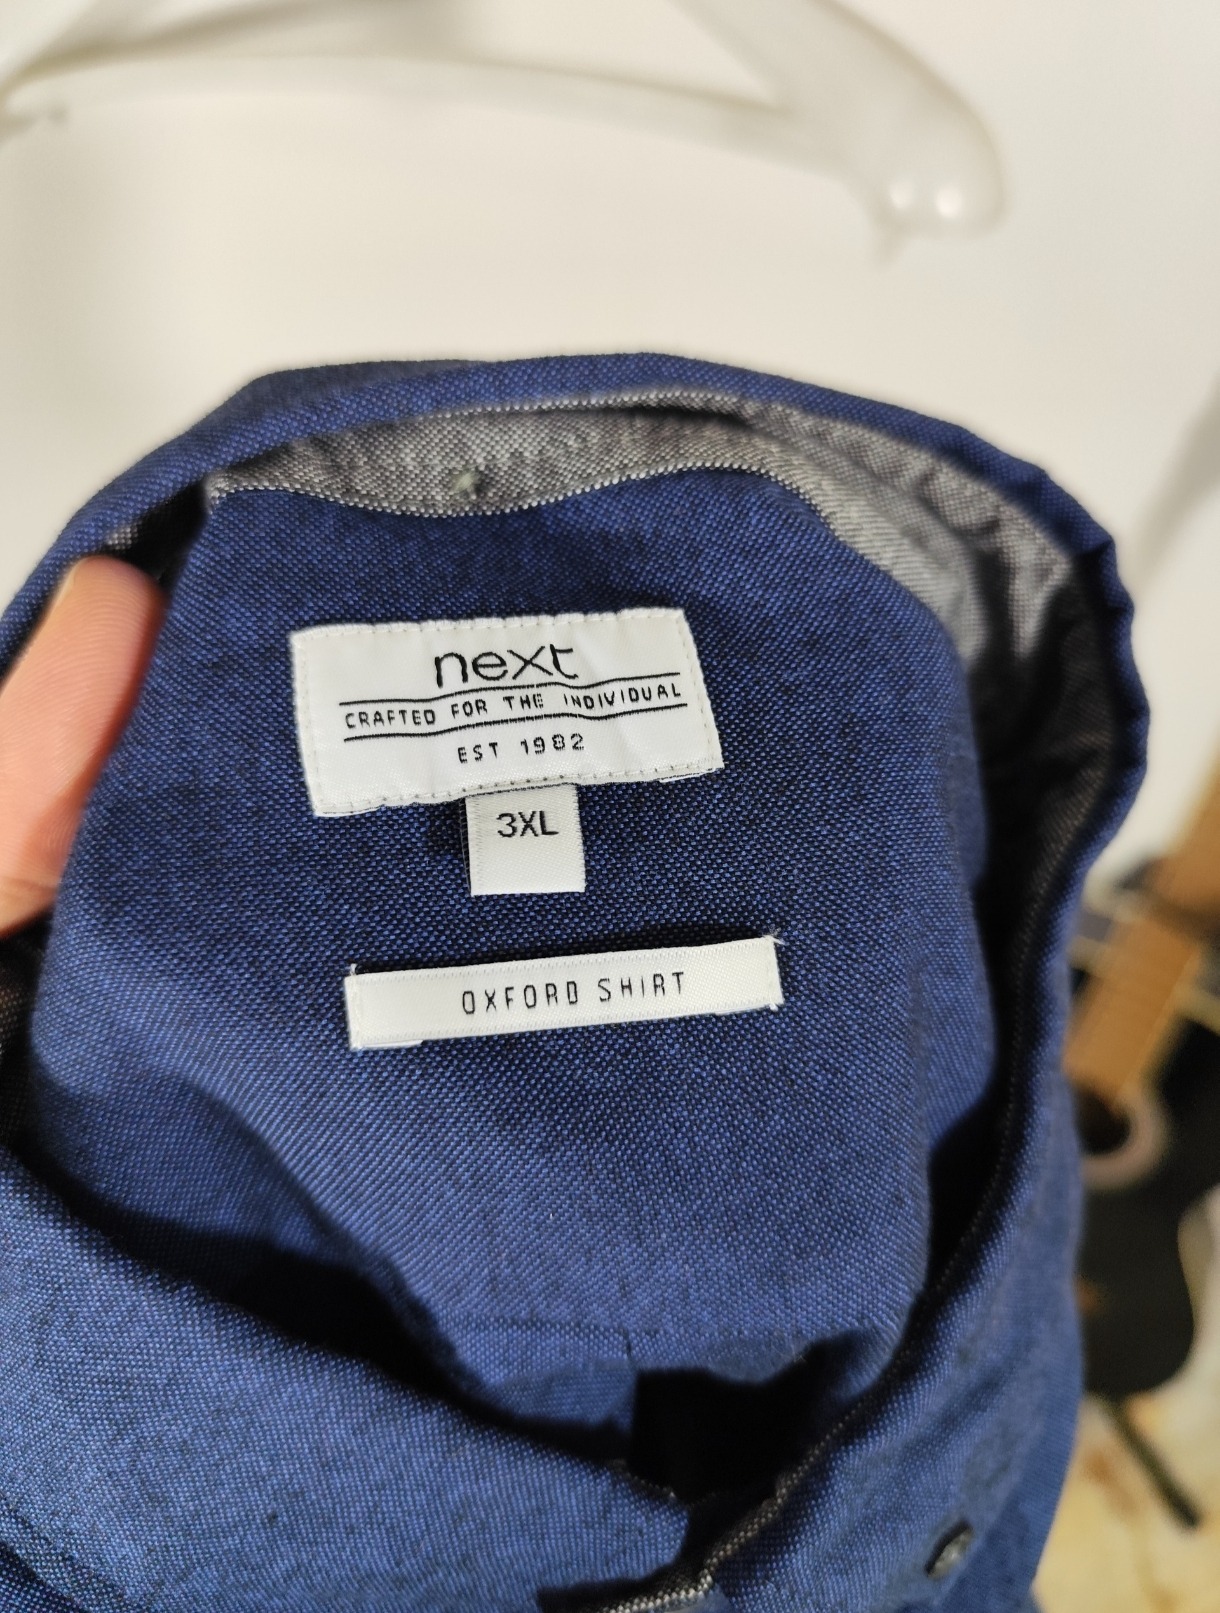 next
CRAFTED FOR THE INDIVIDUAL
EST 1982
3XL
OXFORD SHIRT